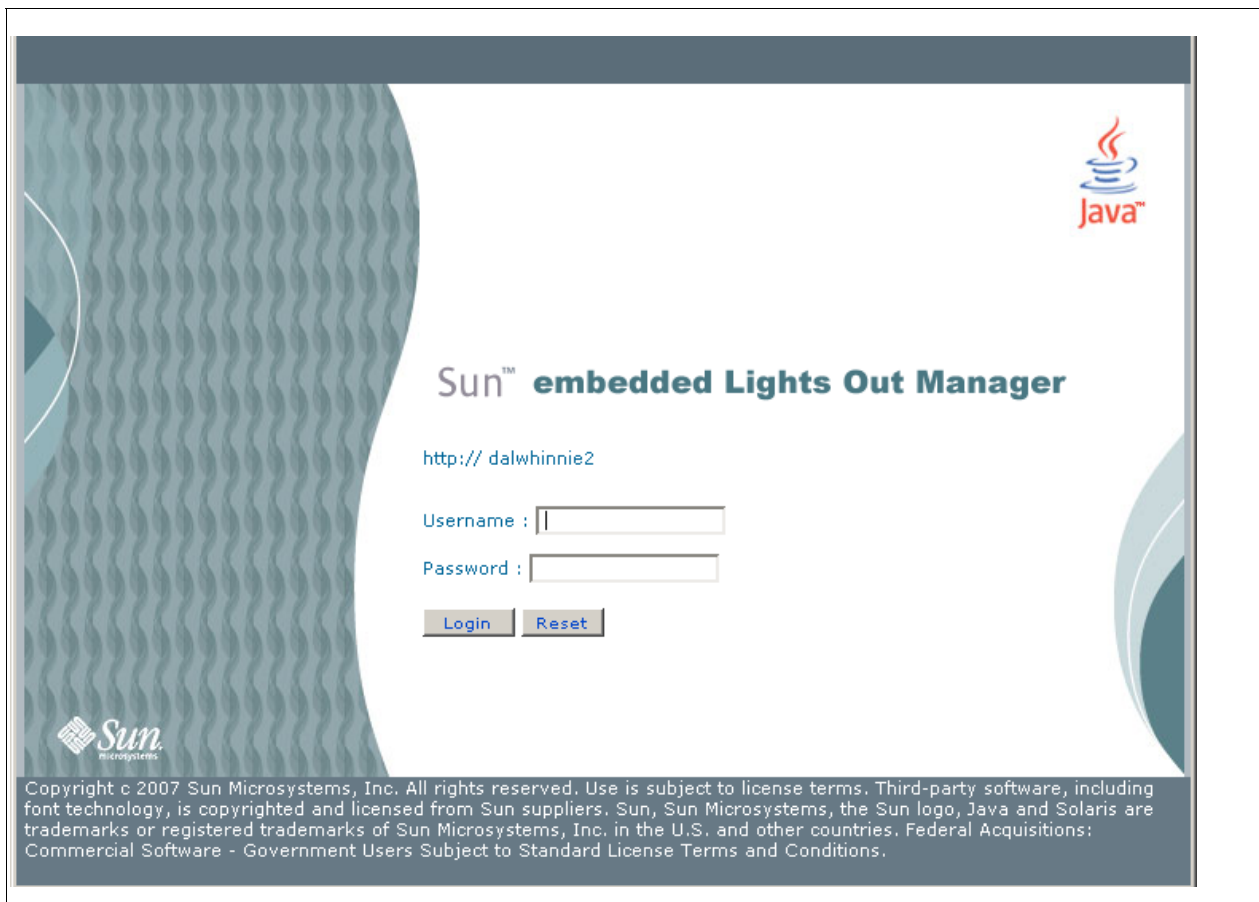 Java™
Sun™ embedded Lights Out Manager
http:// dalwhinnie2
Username :
Password :
Login Reset
Sun.
microsystems
Copyright c 2007 Sun Microsystems, Inc. All rights reserved. Use is subject to license terms. Third-party software, including
font technology, is copyrighted and licensed from Sun suppliers. Sun, Sun Microsystems, the Sun logo, Java and Solaris are
trademarks or registered trademarks of Sun Microsystems, Inc. in the U.S. and other countries. Federal Acquisitions:
Commercial Software - Government Users Subject to Standard License Terms and Conditions.